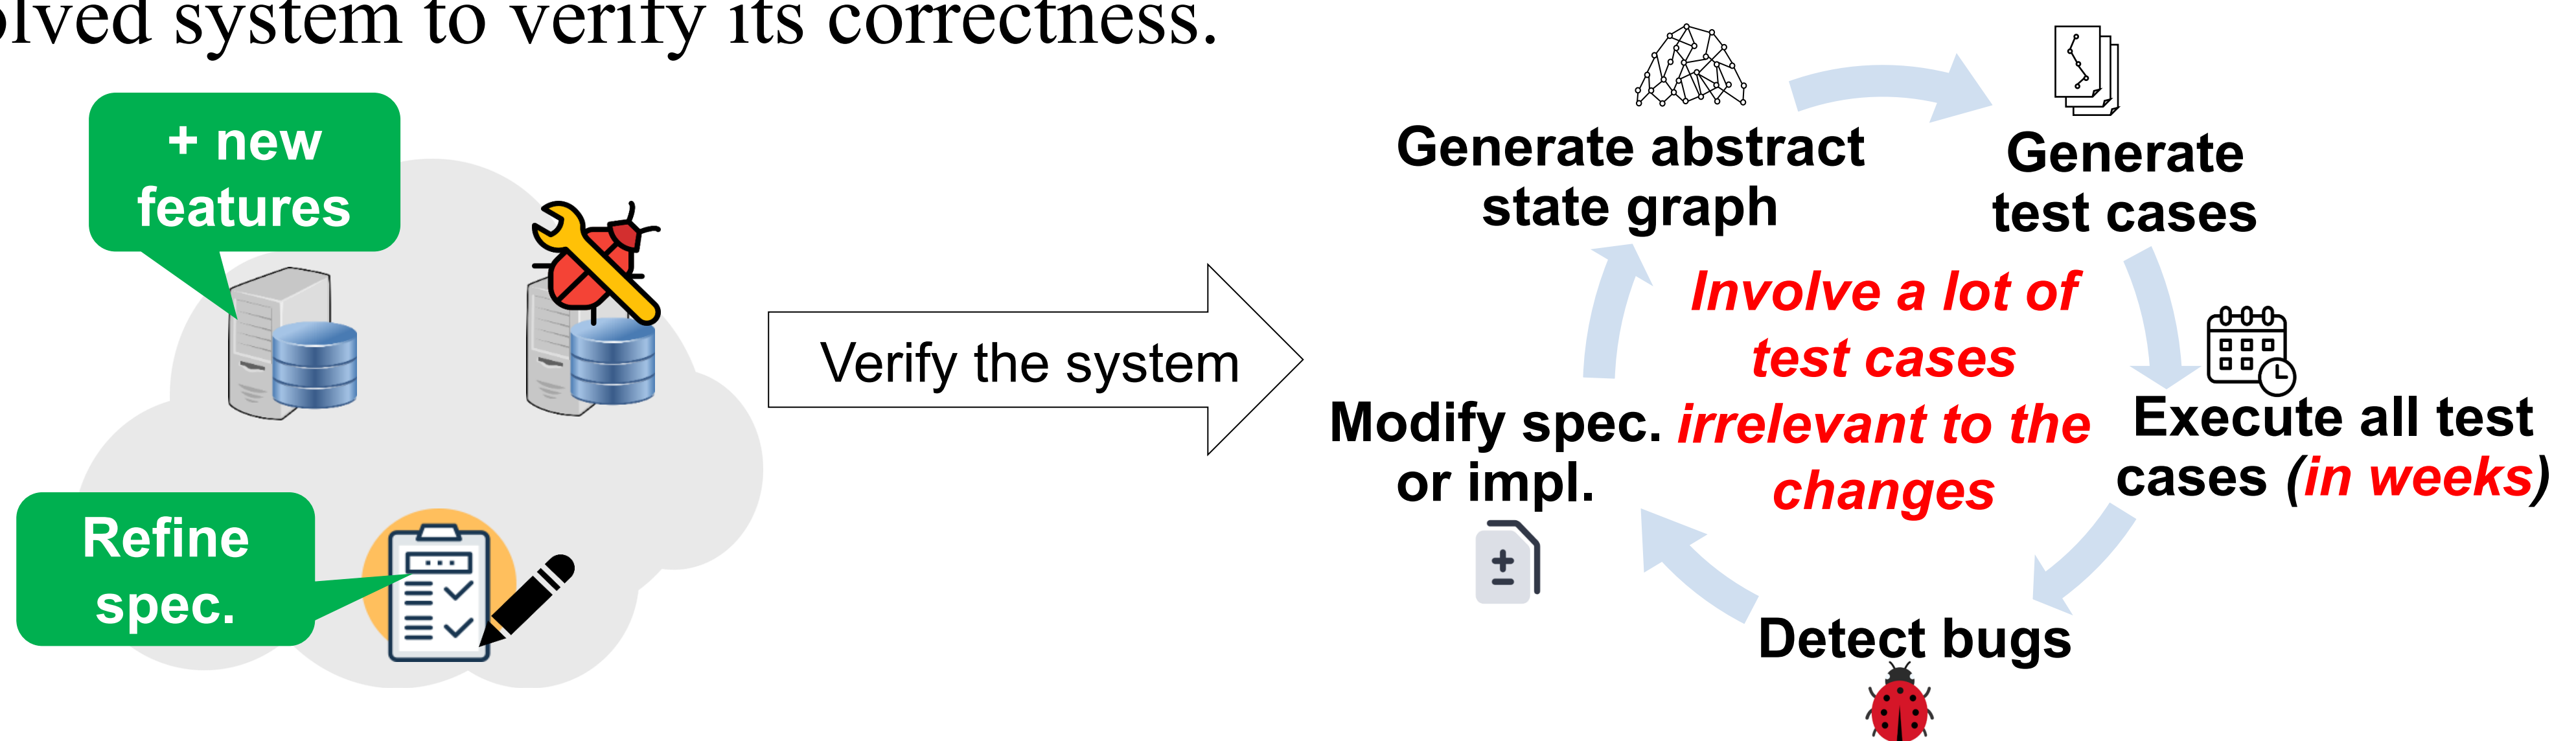 system to verify its correctness.
+ new
features
Refine
spec.
Verify the system
Generate abstract
state graph
Generate
test cases
Involve a lot of
test cases
irrelevant to the
changes
Execute all test
cases (in weeks)
Detect bugs
Modify spec.
or impl.